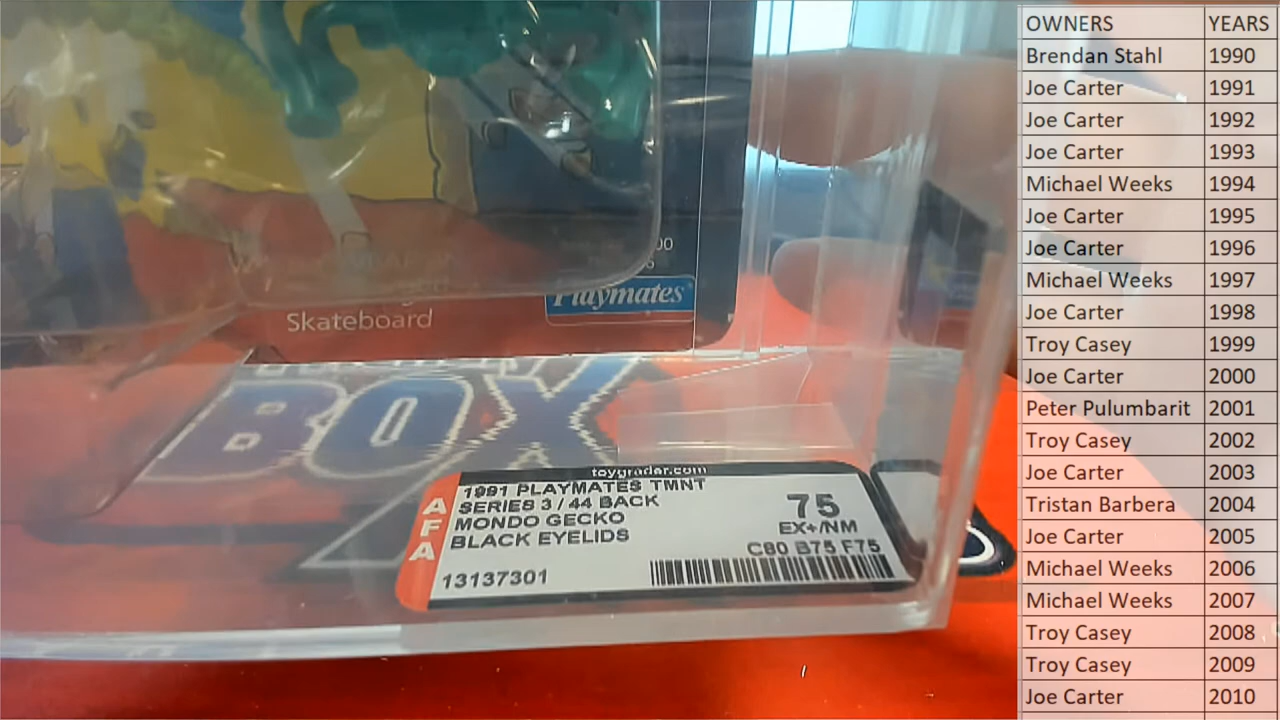 00
Playmates
Skateboard
BOX
toygrader.com
AFA
1991 PLAYMATES TMNT
SERIES 3 / 44 BACK
MONDO GECKO
BLACK EYELIDS
13137301
75
EX+/NM
C80 B75 F75
OWNERS YEARS
Brendan Stahl 1990
Joe Carter 1991
Joe Carter 1992
Joe Carter 1993
Michael Weeks 1994
Joe Carter 1995
Joe Carter 1996
Michael Weeks 1997
Joe Carter 1998
Troy Casey 1999
Joe Carter 2000
Peter Pulumbarit 2001
Troy Casey 2002
Joe Carter 2003
Tristan Barbera 2004
Joe Carter 2005
Michael Weeks 2006
Michael Weeks 2007
Troy Casey 2008
Troy Casey 2009
Joe Carter 2010